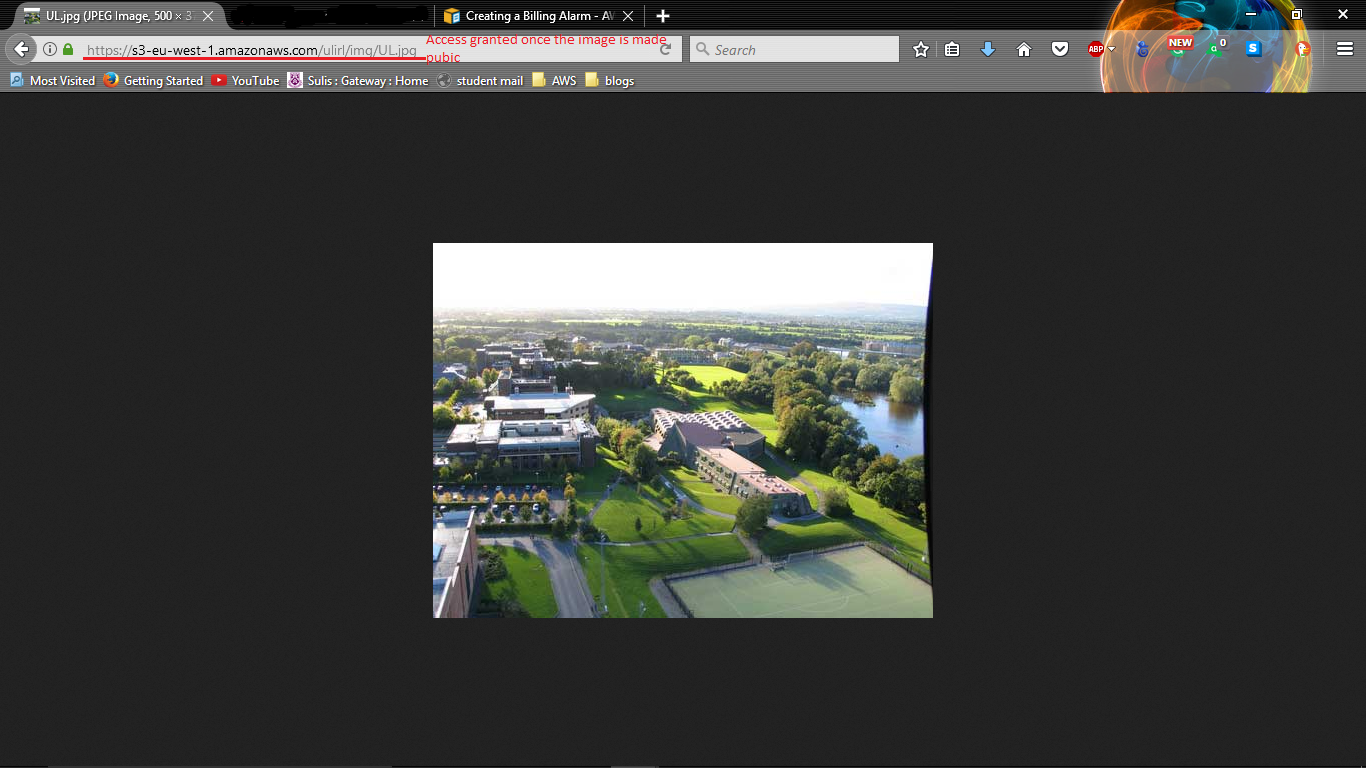 UL.jpg (JPEG Image, 500 × 3
Creating a Billing Alarm - AW
https://s3-eu-west-1.amazonaws.com/ulirl/img/UL.jpg
Access granted once the image is made
pubic
Search
ABP
NEW
0
Most Visited
Getting Started
YouTube
Sulis : Gateway : Home
student mail
AWS
blogs